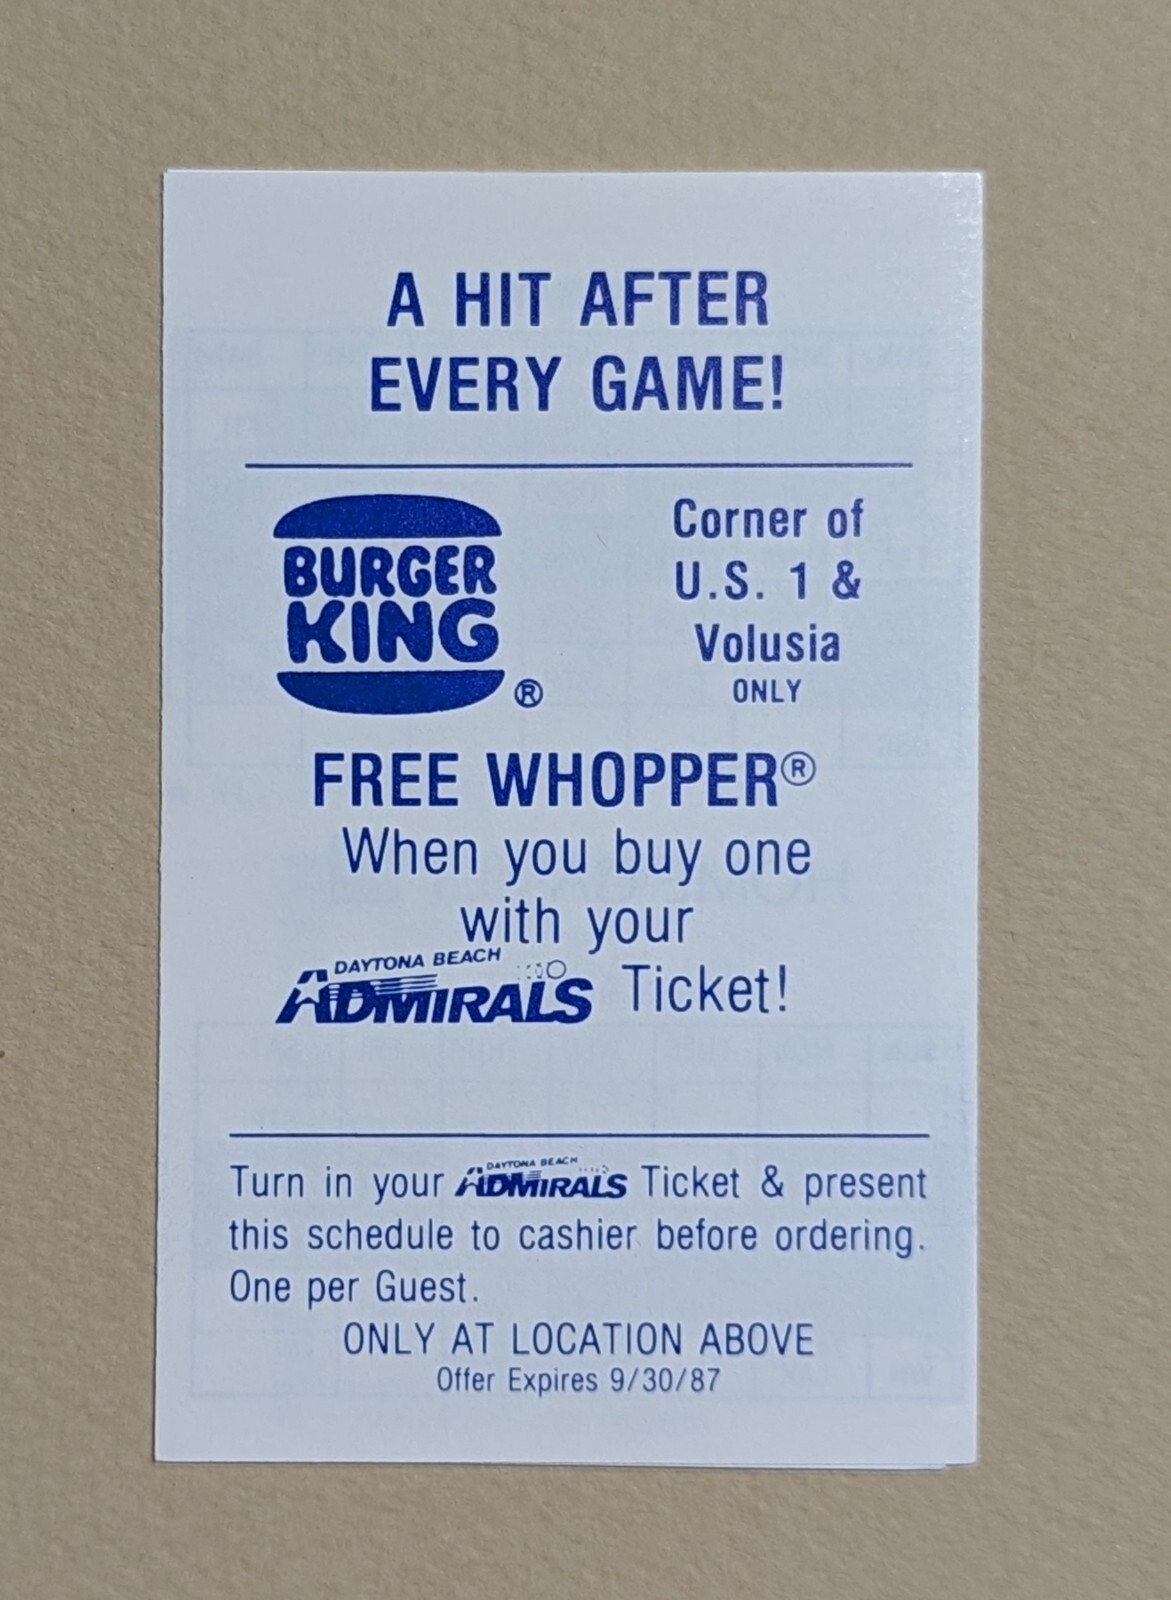 A HIT AFTER
EVERY GAME!
BURGER
KING®
Corner of
U.S. 1 &
Volusia
ONLY
FREE WHOPPER®
When you buy one
with your
DAYTONA BEACH
ADMIRALS Ticket!
Turn in your DAYTONA BEACH ADMIRALS Ticket & present
this schedule to cashier before ordering.
One per Guest.
ONLY AT LOCATION ABOVE
Offer Expires 9/30/87